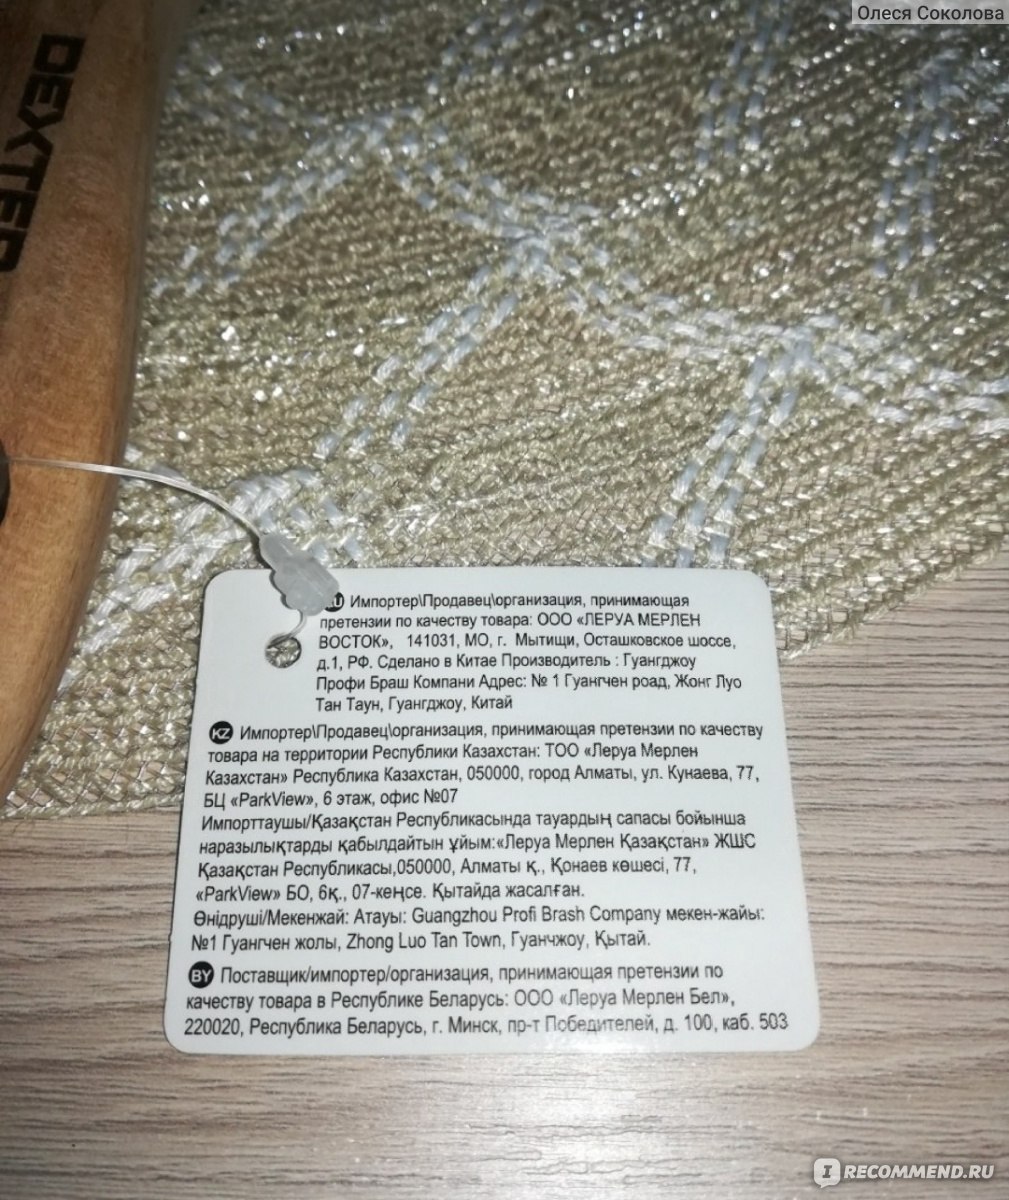 Олеся Соколова
DEXTER
RU Импортер\Продавец\организация, принимающая
претензии по качеству товара: ООО «ЛЕРУА МЕРЛЕН
ВОСТОК», 141031, МО, г. Мытищи, Осташковское шоссе,
д.1, РФ. Сделано в Китае Производитель : Гуангджоу
Профи Браш Компани Адрес: № 1 Гуангчен роад, Жонг Луо
Тан Таун, Гуангджоу, Китай
KZ Импортер\Продавец\организация, принимающая претензии по качеству
товара на территории Республики Казахстан: ТОО «Леруа Мерлен
Казахстан» Республика Казахстан, 050000, город Алматы, ул. Кунаева, 77,
БЦ «ParkView», 6 этаж, офис №07
Импорттаушы/Қазақстан Республикасында тауардың сапасы бойынша
наразылықтарды қабылдайтын ұйым:«Леруа Мерлен Қазақстан» ЖШС
Қазақстан Республикасы,050000, Алматы қ., Қонаев көшесі, 77,
«ParkView» БО, 6қ., 07-кеңсе. Қытайда жасалған.
Өнідруші/Мекенжай: Атауы: Guangzhou Profi Brash Company мекен-жайы:
№1 Гуангчен жолы, Zhong Luo Tan Town, Гуанчжоу, Қытай.
BY Поставщик/импортер/организация, принимающая претензии по
качеству товара в Республике Беларусь: ООО «Леруа Мерлен Бел»,
220020, Республика Беларусь, г. Минск, пр-т Победителей, д. 100, каб. 503
IRECOMMEND.RU